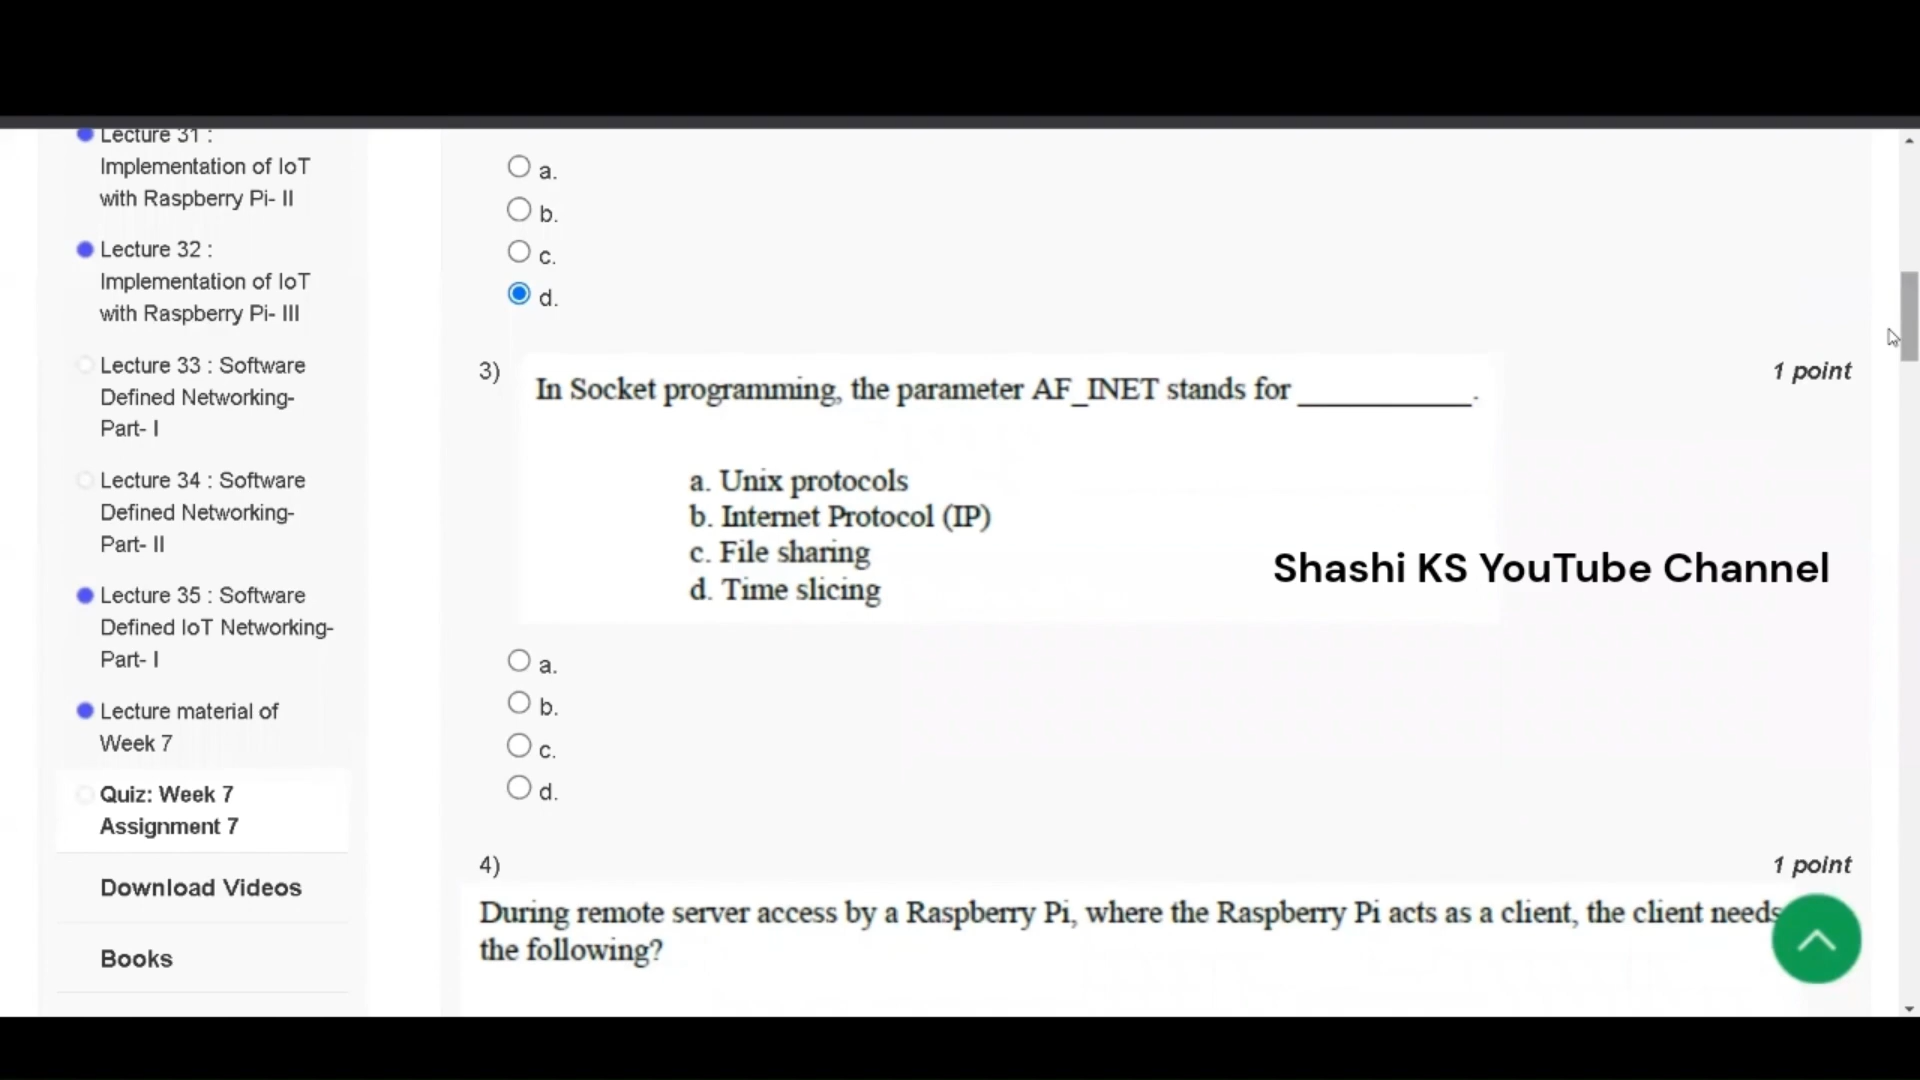 Lecture 31 :
Implementation of IoT
with Raspberry Pi- II
Lecture 32 :
Implementation of IoT
with Raspberry Pi- III
Lecture 33 : Software
Defined Networking-
Part- I
Lecture 34 : Software
Defined Networking-
Part- II
Lecture 35 : Software
Defined IoT Networking-
Part- I
Lecture material of
Week 7
Quiz: Week 7
Assignment 7
Download Videos
Books
a.
b.
c.
d.
3)
1 point
In Socket programming, the parameter AF_INET stands for ___________.
a. Unix protocols
b. Internet Protocol (IP)
c. File sharing
d. Time slicing
Shashi KS YouTube Channel
a.
b.
c.
d.
4)
1 point
During remote server access by a Raspberry Pi, where the Raspberry Pi acts as a client, the client needs
the following?